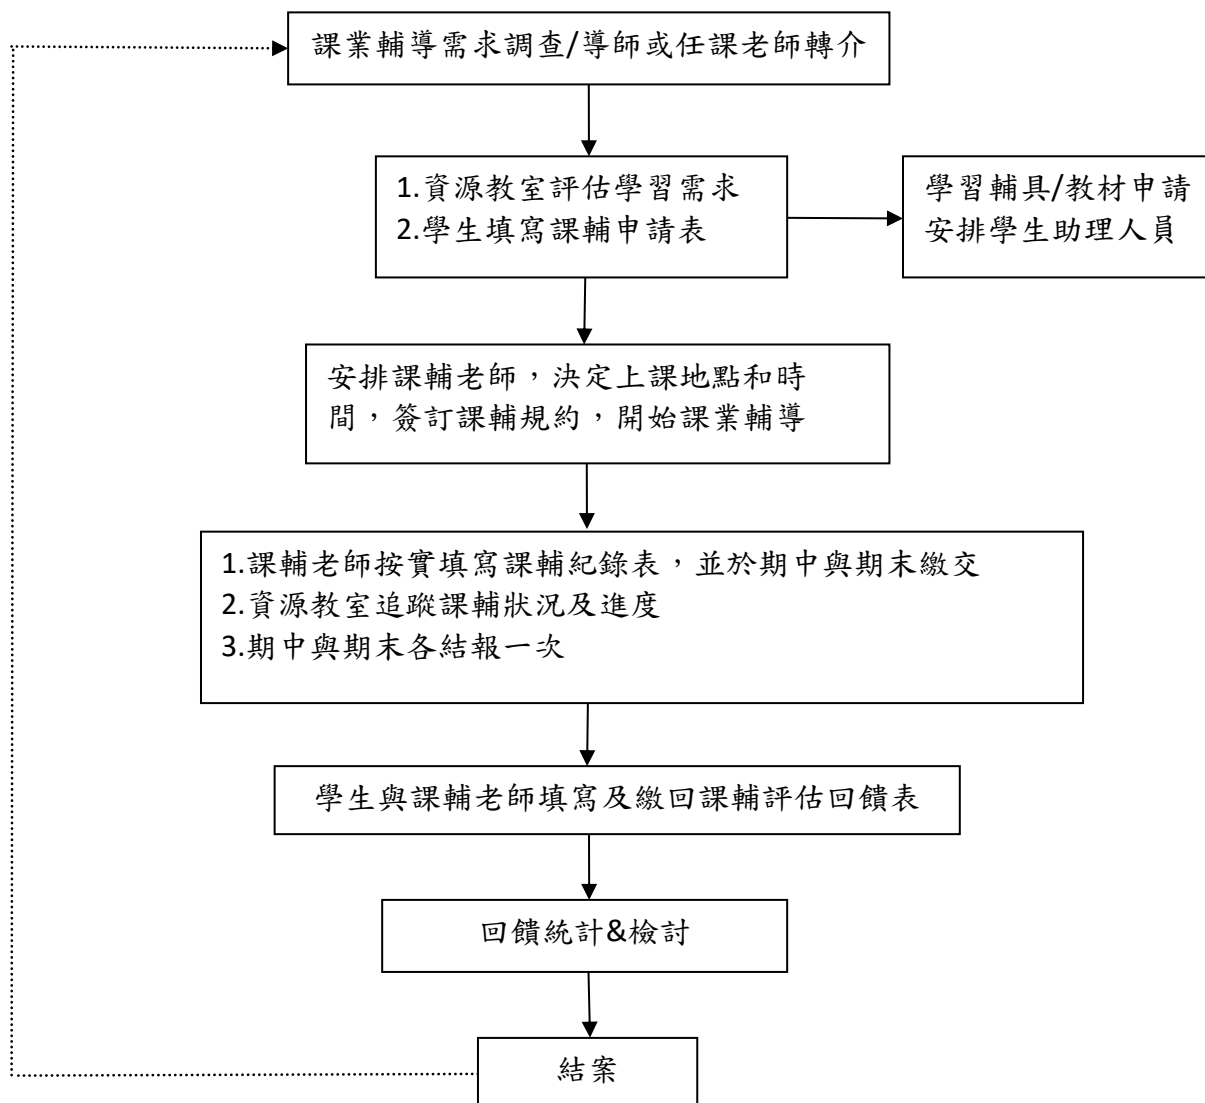 課業輔導需求調查/導師或任課老師轉介
1.資源教室評估學習需求
2.學生填寫課輔申請表
學習輔具/教材申請
安排學生助理人員
安排課輔老師，決定上課地點和時
間，簽訂課輔規約，開始課業輔導
1.課輔老師按實填寫課輔紀錄表，並於期中與期末繳交
2.資源教室追蹤課輔狀況及進度
3.期中與期末各結報一次
學生與課輔老師填寫及繳回課輔評估回饋表
回饋統計&檢討
結案